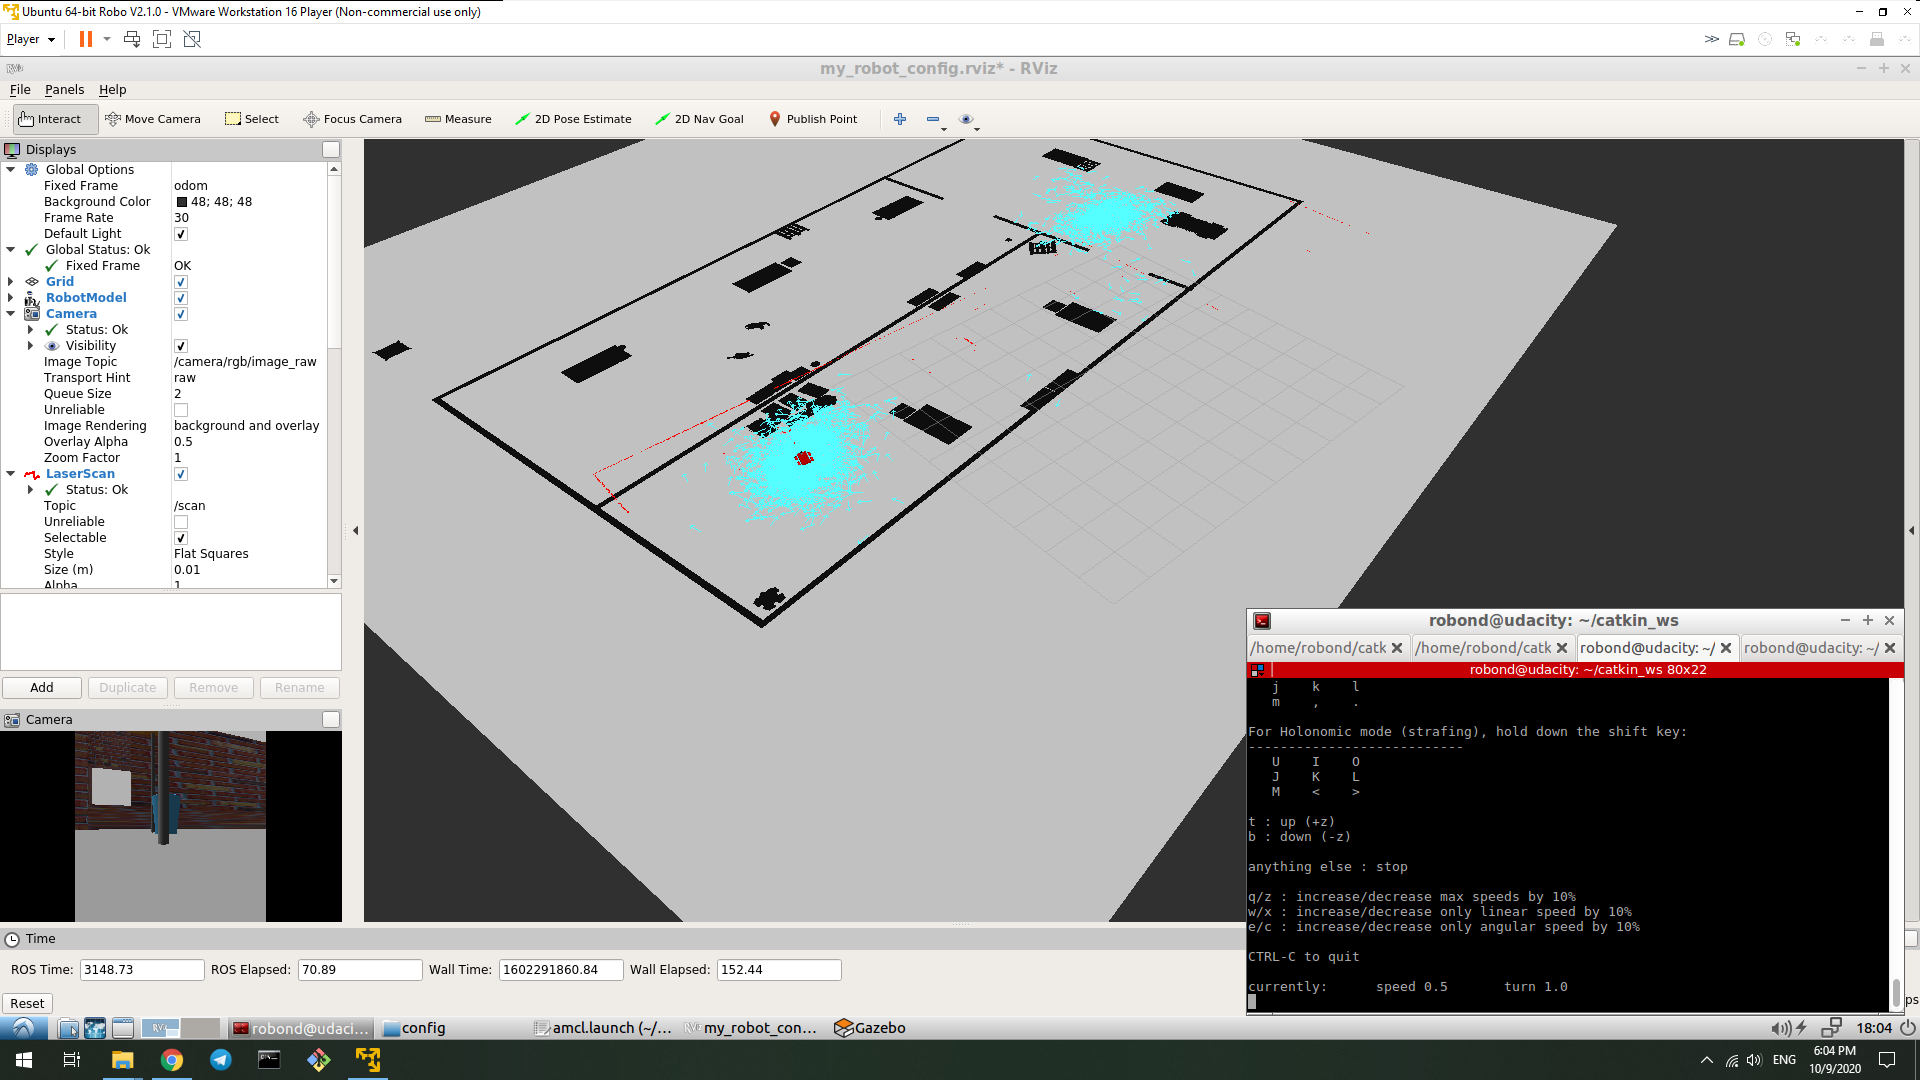 Ubuntu 64-bit Robo V2.1.0 - VMware Workstation 16 Player (Non-commercial use only)
Player
my_robot_config.rviz* - RViz
File Panels Help
Interact Move Camera Select Focus Camera Measure 2D Pose Estimate 2D Nav Goal Publish Point
Displays
Global Options
Fixed Frame odom
Background Color 48; 48; 48
Frame Rate 30
Default Light
Global Status: Ok
Fixed Frame OK
Grid
RobotModel
Camera
Status: Ok
Visibility
Image Topic /camera/rgb/image_raw
Transport Hint raw
Queue Size 2
Unreliable
Image Rendering background and overlay
Overlay Alpha 0.5
Zoom Factor 1
LaserScan
Status: Ok
Topic /scan
Unreliable
Selectable
Style Flat Squares
Size (m) 0.01
Alpha 1
Add Duplicate Remove Rename
Camera
robond@udacity: ~/catkin_ws
/home/robond/catk /home/robond/catk robond@udacity: ~/ robond@udacity: ~/
robond@udacity: ~/catkin_ws 80x22
j k l
m , .
For Holonomic mode (strafing), hold down the shift key:
---------------------------
U I O
J K L
M < >
t : up (+z)
b : down (-z)
anything else : stop
q/z : increase/decrease max speeds by 10%
w/x : increase/decrease only linear speed by 10%
e/c : increase/decrease only angular speed by 10%
CTRL-C to quit
currently: speed 0.5 turn 1.0
Time
ROS Time: 3148.73 ROS Elapsed: 70.89 Wall Time: 1602291860.84 Wall Elapsed: 152.44
Reset
ps
robond@udaci... config amcl.launch (~/... my_robot_con... Gazebo 18:04
ENG 6:04 PM
10/9/2020